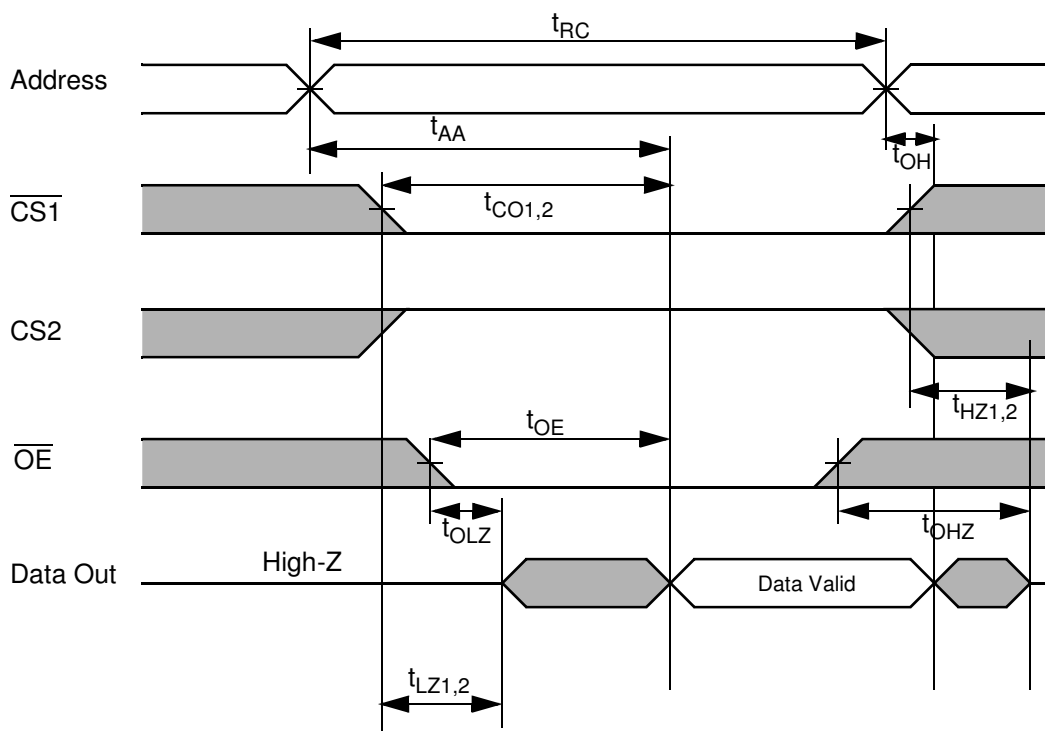 tRC
Address
tAA
tOH
CS1
tCO1,2
CS2
tHZ1,2
tOE
OE
tOLZ
tOHZ
High-Z
Data Out
Data Valid
tLZ1,2